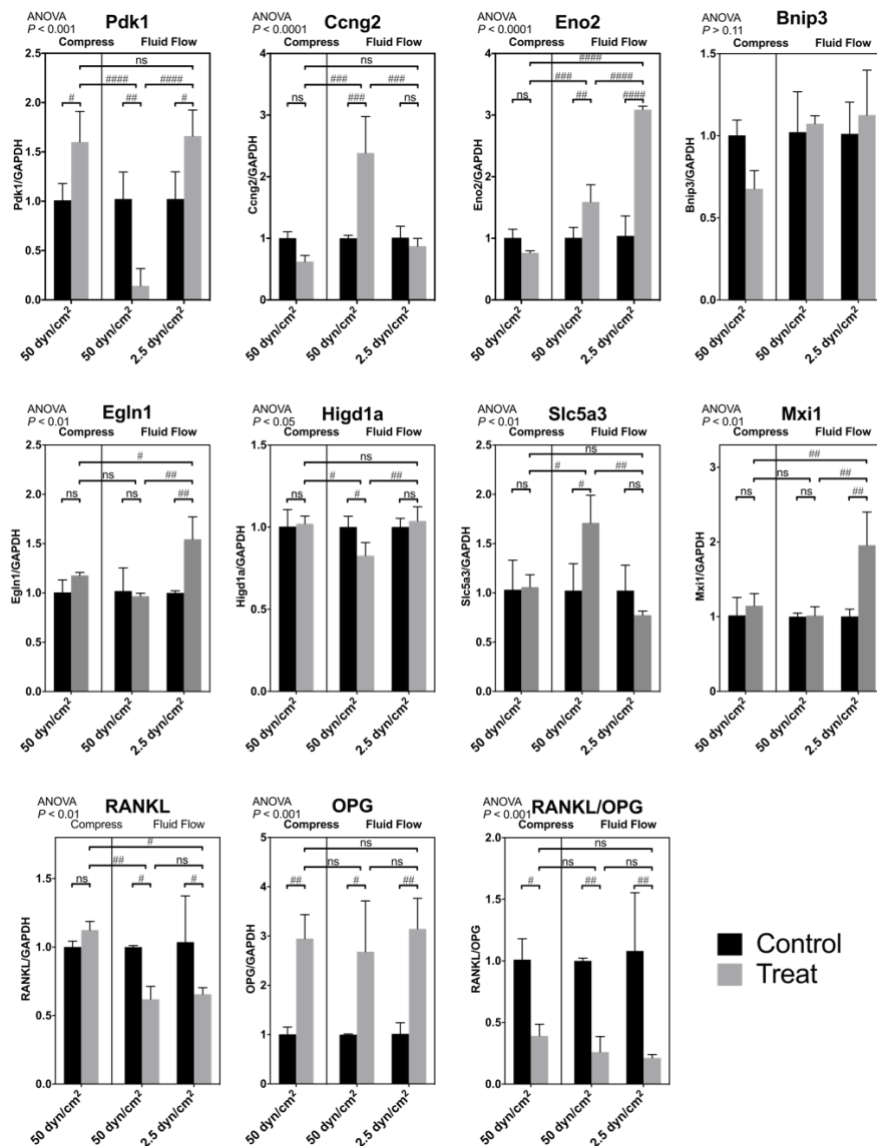 ANOVA
P < 0.001
Pdk1
Compress Fluid Flow
ns
#### ####
# ## #
2.5
2.0
1.5
1.0
0.5
0.0
Pdk1/GAPDH
50 dyn/cm²
50 dyn/cm²
2.5 dyn/cm²
ANOVA
P < 0.0001
Ccng2
Compress Fluid Flow
ns
### ###
ns ### ns
4
3
2
1
0
Ccng2/GAPDH
50 dyn/cm²
50 dyn/cm²
2.5 dyn/cm²
ANOVA
P < 0.0001
Eno2
Compress Fluid Flow
####
### ####
ns ## ####
4
3
2
1
0
Eno2/GAPDH
50 dyn/cm²
50 dyn/cm²
2.5 dyn/cm²
ANOVA
P > 0.11
Bnip3
Compress Fluid Flow
1.5
1.0
0.5
0.0
Bnip3/GAPDH
50 dyn/cm²
50 dyn/cm²
2.5 dyn/cm²
ANOVA
P < 0.01
Egln1
Compress Fluid Flow
#
ns ##
ns ns ##
2.5
2.0
1.5
1.0
0.5
0.0
Egln1/GAPDH
50 dyn/cm²
50 dyn/cm²
2.5 dyn/cm²
ANOVA
P < 0.05
Higd1a
Compress Fluid Flow
ns
# ##
ns # ns
1.5
1.0
0.5
0.0
Higd1a/GAPDH
50 dyn/cm²
50 dyn/cm²
2.5 dyn/cm²
ANOVA
P < 0.01
Slc5a3
Compress Fluid Flow
ns
# ##
ns # ns
2.5
2.0
1.5
1.0
0.5
0.0
Slc5a3/GAPDH
50 dyn/cm²
50 dyn/cm²
2.5 dyn/cm²
ANOVA
P < 0.01
Mxi1
Compress Fluid Flow
##
ns ##
ns ns ##
3
2
1
0
Mxi1/GAPDH
50 dyn/cm²
50 dyn/cm²
2.5 dyn/cm²
ANOVA
P < 0.01
RANKL
Compress Fluid Flow
#
## ns
ns # #
1.5
1.0
0.5
0.0
RANKL/GAPDH
50 dyn/cm²
50 dyn/cm²
2.5 dyn/cm²
ANOVA
P < 0.001
OPG
Compress Fluid Flow
ns
ns ns
## # ##
5
4
3
2
1
0
OPG/GAPDH
50 dyn/cm²
50 dyn/cm²
2.5 dyn/cm²
ANOVA
P < 0.001
RANKL/OPG
Compress Fluid Flow
ns
ns ns
# ## ##
2.0
1.5
1.0
0.5
0.0
RANKL/OPG
50 dyn/cm²
50 dyn/cm²
2.5 dyn/cm²
Control
Treat